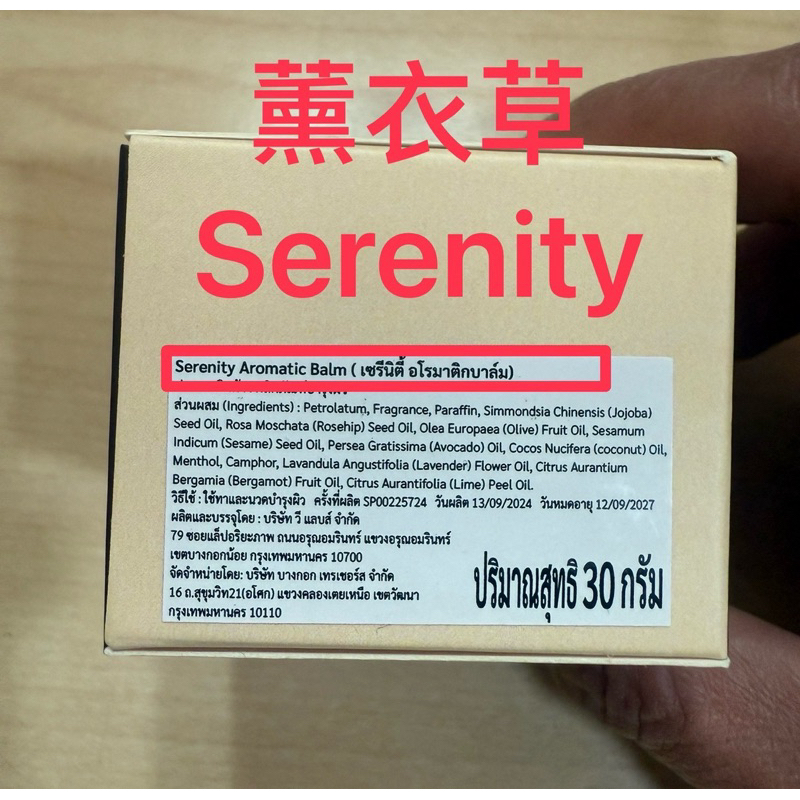 薰衣草
Serenity
Serenity Aromatic Balm ( เซรีนิตี้ อโรมาติกบาล์ม)
ส่วนผสม (Ingredients) : Petrolatum, Fragrance, Paraffin, Simmondsia Chinensis (Jojoba)
Seed Oil, Rosa Moschata (Rosehip) Seed Oil, Olea Europaea (Olive) Fruit Oil, Sesamum
Indicum (Sesame) Seed Oil, Persea Gratissima (Avocado) Oil, Cocos Nucifera (coconut) Oil,
Menthol, Camphor, Lavandula Angustifolia (Lavender) Flower Oil, Citrus Aurantium
Bergamia (Bergamot) Fruit Oil, Citrus Aurantifolia (Lime) Peel Oil.
วิธีใช้ : ใช้ทาและนวดบำรุงผิว ครั้งที่ผลิต SP00225724 วันผลิต 13/09/2024 วันหมดอายุ 12/09/2027
ผลิตและบรรจุโดย : บริษัท วี แลบส์ จำกัด
79 ซอยแล็ปอริยะภาพ ถนนอรุณอมรินทร์ แขวงอรุณอมรินทร์
เขตบางกอกน้อย กรุงเทพมหานคร 10700
จัดจำหน่ายโดย: บริษัท บางกอก เทรเชอร์ส จำกัด
16 ถ.สุขุมวิท21(อโศก) แขวงคลองเตยเหนือ เขตวัฒนา
กรุงเทพมหานคร 10110
ปริมาณสุทธิ 30 กรัม